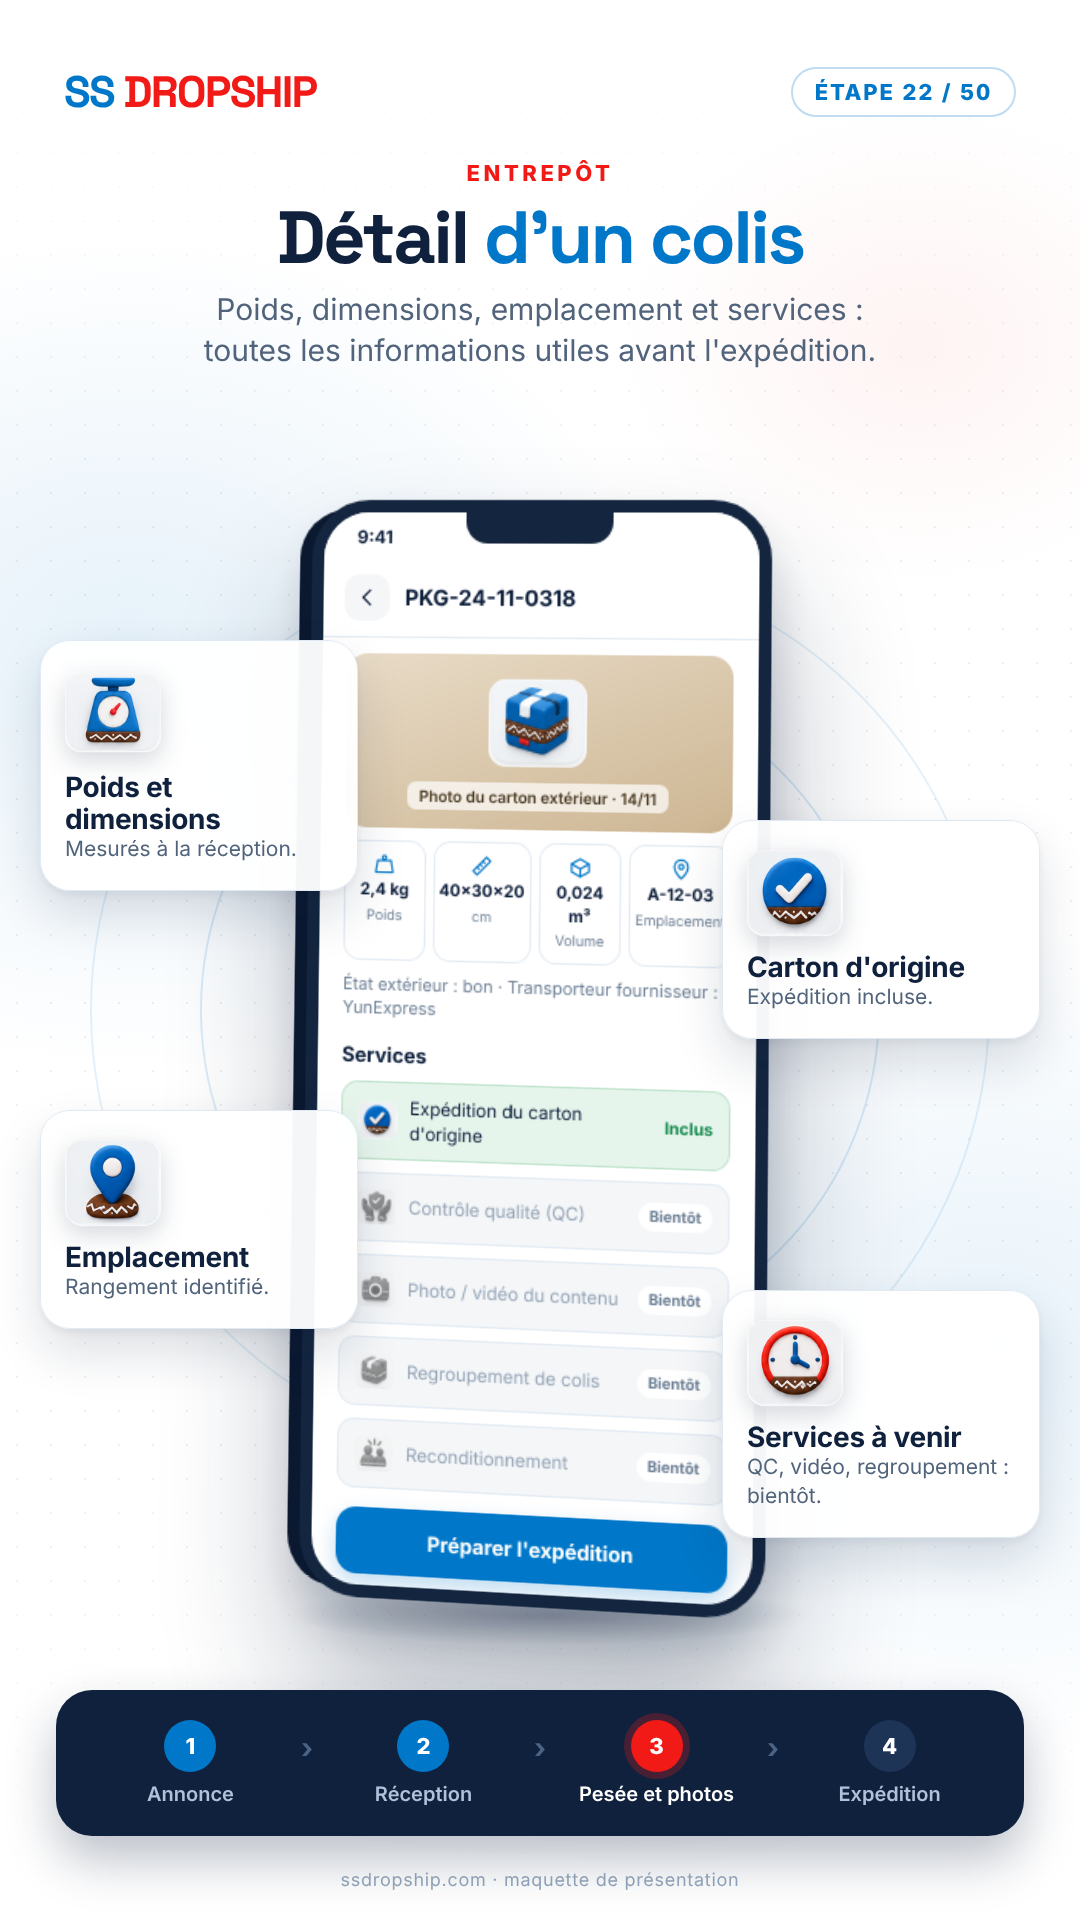 SS DROPSHIP
ÉTAPE 22 / 50
ENTREPÔT
Détail d’un colis
Poids, dimensions, emplacement et services :
toutes les informations utiles avant l'expédition.
9:41
PKG-24-11-0318
Photo du carton extérieur · 14/11
Poids et
dimensions
Mesurés à la réception.
2,4 kg
Poids
40×30×20
cm
0,024
m³
Volume
A-12-03
Emplacement
Carton d'origine
Expédition incluse.
État extérieur : bon · Transporteur fournisseur :
YunExpress
Services
Expédition du carton
d'origine
Inclus
Emplacement
Rangement identifié.
Contrôle qualité (QC)
Bientôt
Photo / vidéo du contenu
Bientôt
Regroupement de colis
Bientôt
Reconditionnement
Bientôt
Services à venir
QC, vidéo, regroupement :
bientôt.
Préparer l'expédition
1
Annonce
›
2
Réception
›
3
Pesée et photos
›
4
Expédition
ssdropship.com · maquette de présentation